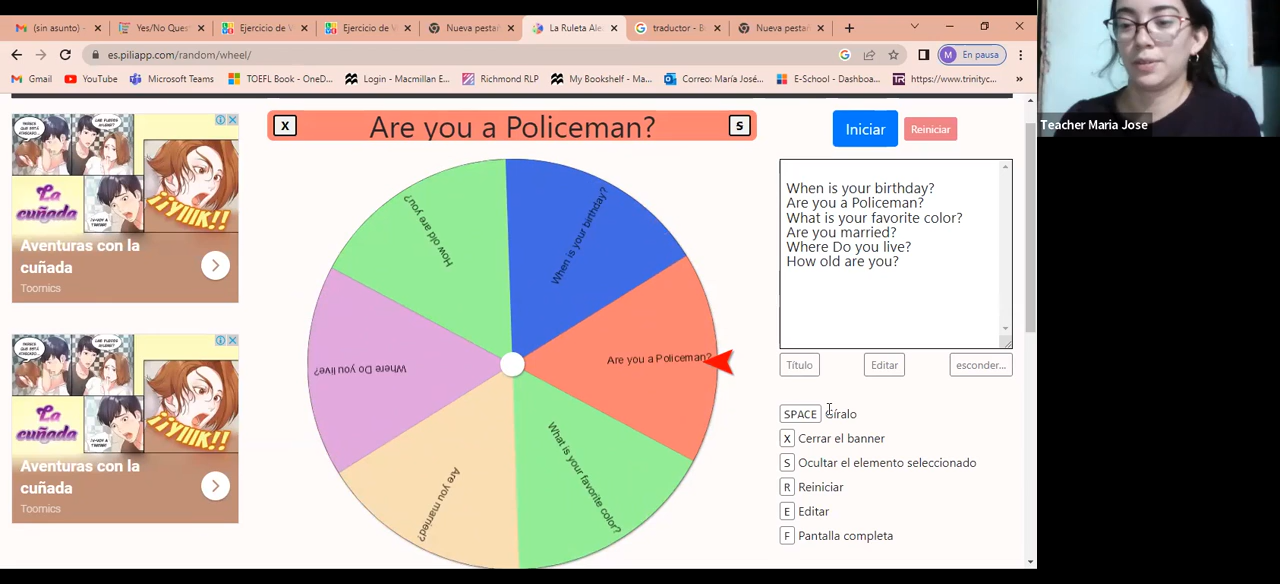 (sin asunto) -
Yes/No Ques
Ejercicio de V
Ejercicio de V
Nueva pestañ
La Ruleta Ale
traductor - B
Nueva pestañ
es.piliapp.com/random/wheel/
M En pausa
Gmail
YouTube
Microsoft Teams
TOEFL Book - OneD...
Login - Macmillan E...
Richmond RLP
My Bookshelf - Ma...
Correo: María José...
E-School - Dashboa...
https://www.trinityc...
Teacher Maria Jose
X
Are you a Policeman?
S
Iniciar
Reiniciar
La cuñada
¡¡YIIIK!!
Aventuras con la
cuñada
Toomics
La cuñada
¡¡YIIIK!!
Aventuras con la
cuñada
Toomics
How old are you?
When is your birthday?
Are you a Policeman?
What is your favorite color?
Are you married?
Where Do you live?
When is your birthday?
Are you a Policeman?
What is your favorite color?
Are you married?
Where Do you live?
How old are you?
Título
Editar
esconder...
SPACE Gíralo
X Cerrar el banner
S Ocultar el elemento seleccionado
R Reiniciar
E Editar
F Pantalla completa